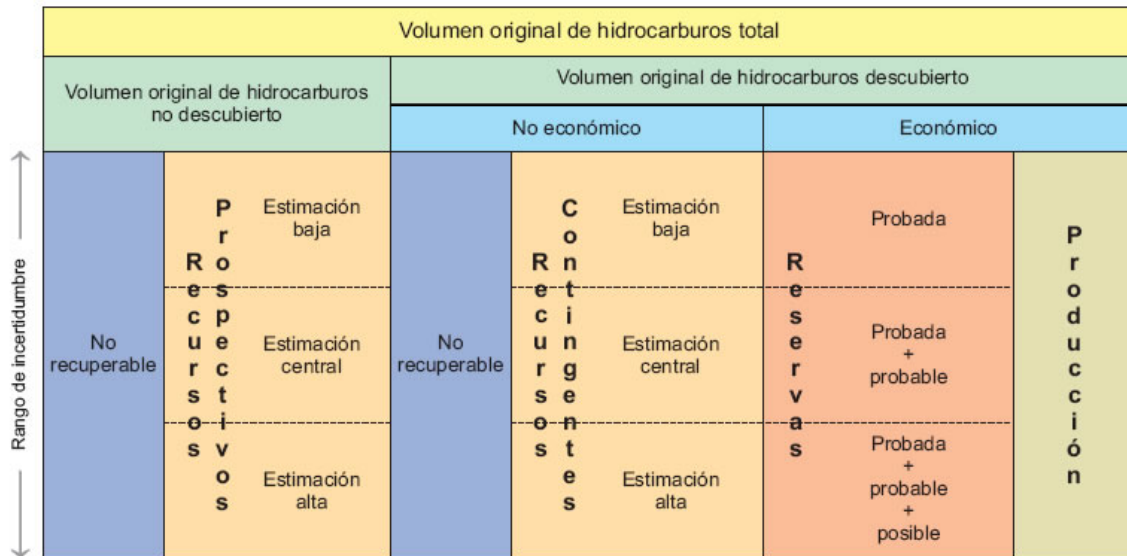 Volumen original de hidrocarburos total
Volumen original de hidrocarburos
no descubierto
Volumen original de hidrocarburos descubierto
No económico
Económico
Rango de incertidumbre
No
recuperable
Recursos
Prospectivos
Estimación
baja
Estimación
central
Estimación
alta
No
recuperable
Recursos
Contingentes
Estimación
baja
Estimación
central
Estimación
alta
Reservas
Probada
Probada
+
probable
Probada
+
probable
+
posible
Producción